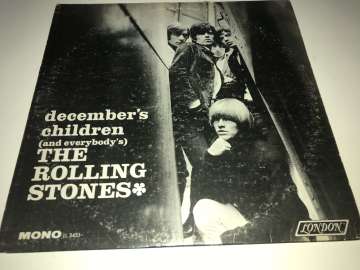 december's
children
(and everybody's)
THE
ROLLING
STONES
MONO
LONDON